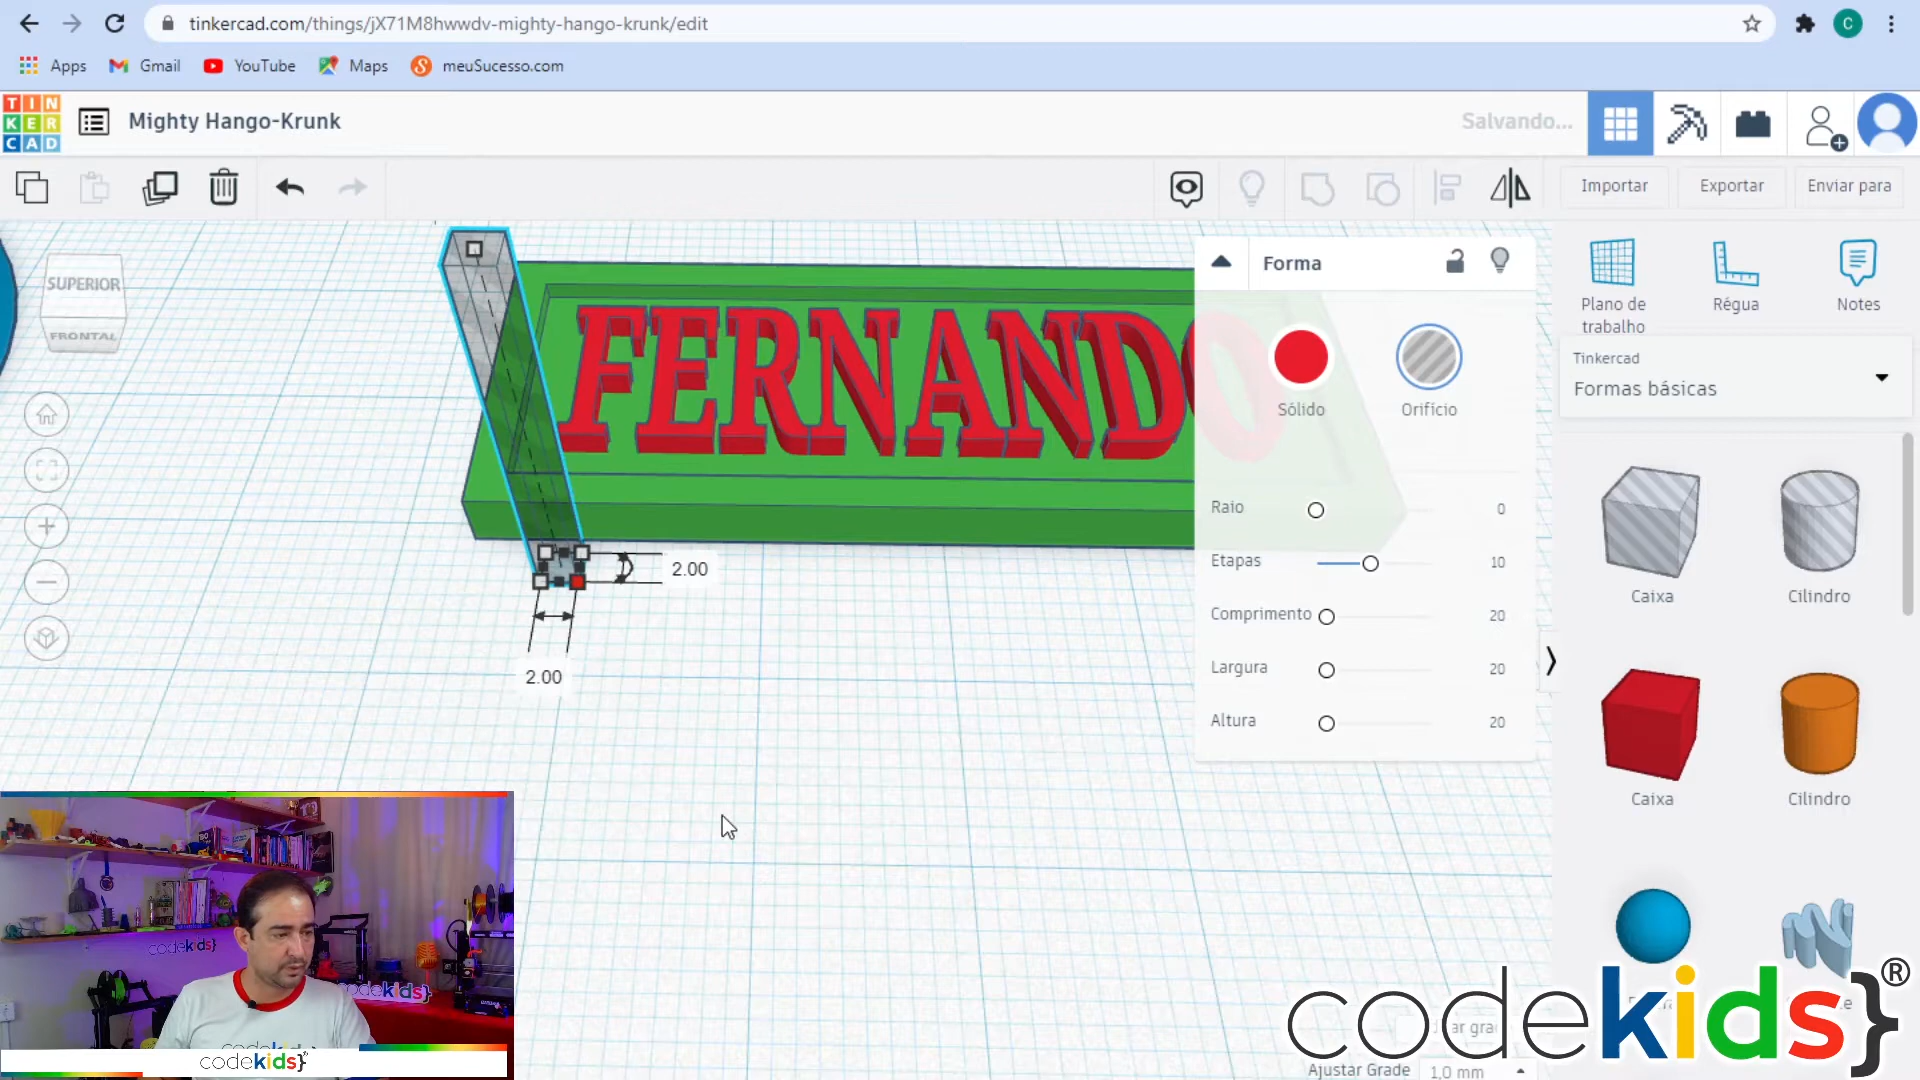 tinkercad.com/things/jX71M8hwwdv-mighty-hango-krunk/edit
C
Apps
Gmail
YouTube
Maps
meuSucesso.com
TIN
KER
CAD
Mighty Hango-Krunk
Salvando...
Importar
Exportar
Enviar para
SUPERIOR
FRONTAL
FERNANDO
Forma
Sólido
Orifício
Raio 0
Etapas 10
Comprimento 20
Largura 20
Altura 20
2.00
2.00
Plano de
trabalho
Régua
Notes
Tinkercad
Formas básicas
Caixa
Cilindro
Caixa
Cilindro
codekids}®
Ajustar Grade 1,0 mm
codekids}
codekids}
codekids}